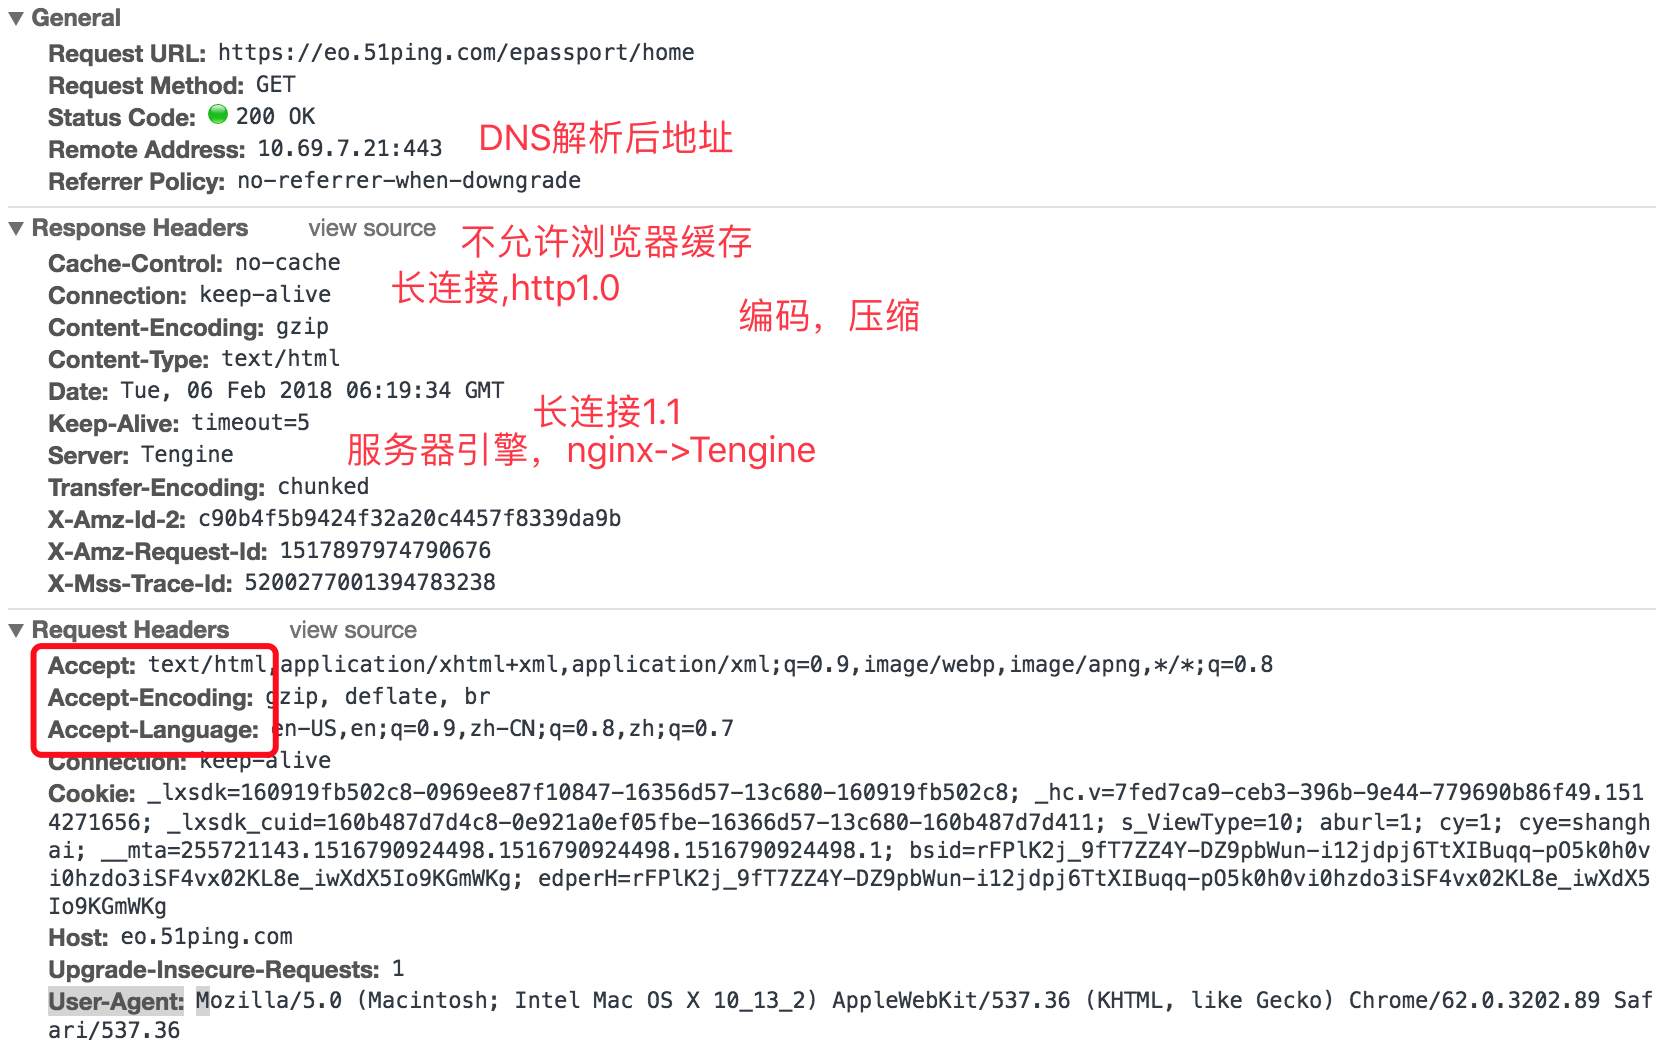 General
Request URL: https://eo.51ping.com/epassport/home
Request Method: GET
Status Code: 200 OK
Remote Address: 10.69.7.21:443 DNS解析后地址
Referrer Policy: no-referrer-when-downgrade
Response Headers view source
不允许浏览器缓存
Cache-Control: no-cache
Connection: keep-alive 长连接,http1.0
Content-Encoding: gzip 编码，压缩
Content-Type: text/html
Date: Tue, 06 Feb 2018 06:19:34 GMT
Keep-Alive: timeout=5 长连接1.1
Server: Tengine 服务器引擎，nginx->Tengine
Transfer-Encoding: chunked
X-Amz-Id-2: c90b4f5b9424f32a20c4457f8339da9b
X-Amz-Request-Id: 1517897974790676
X-Mss-Trace-Id: 5200277001394783238
Request Headers view source
Accept: text/html,application/xhtml+xml,application/xml;q=0.9,image/webp,image/apng,*/*;q=0.8
Accept-Encoding: gzip, deflate, br
Accept-Language: en-US,en;q=0.9,zh-CN;q=0.8,zh;q=0.7
Connection: keep-alive
Cookie: _lxsdk=160919fb502c8-0969ee87f10847-16356d57-13c680-160919fb502c8; _hc.v=7fed7ca9-ceb3-396b-9e44-779690b86f49.151
4271656; _lxsdk_cuid=160b487d7d4c8-0e921a0ef05fbe-16366d57-13c680-160b487d7d411; s_ViewType=10; aburl=1; cy=1; cye=shangh
ai; __mta=255721143.1516790924498.1516790924498.1516790924498.1; bsid=rFPlK2j_9fT7ZZ4Y-DZ9pbWun-i12jdpj6TtXIBuqq-pO5k0h0v
i0hzdo3iSF4vx02KL8e_iwXdX5Io9KGmWKg; edperH=rFPlK2j_9fT7ZZ4Y-DZ9pbWun-i12jdpj6TtXIBuqq-pO5k0h0vi0hzdo3iSF4vx02KL8e_iwXdX5
Io9KGmWKg
Host: eo.51ping.com
Upgrade-Insecure-Requests: 1
User-Agent: Mozilla/5.0 (Macintosh; Intel Mac OS X 10_13_2) AppleWebKit/537.36 (KHTML, like Gecko) Chrome/62.0.3202.89 Saf
ari/537.36